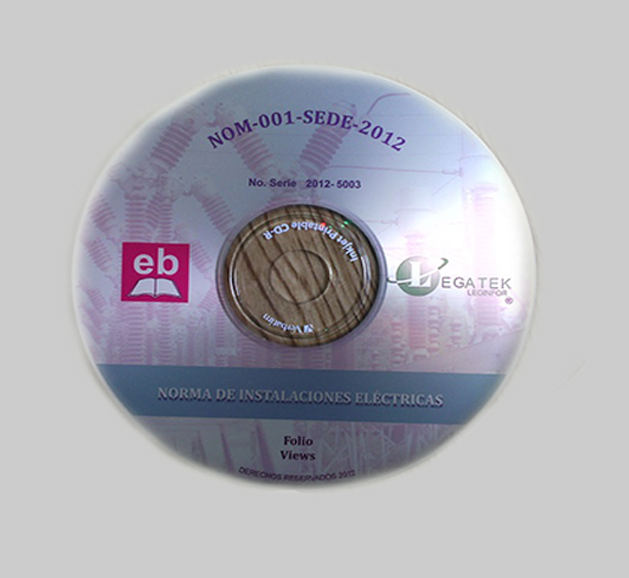 NOM-001-SEDE-2012
No. Serie 2012- 5003
Inkjet Printable CD-R
eb
LEGATEK
LEGINFOR
®
Verbatim
NORMA DE INSTALACIONES ELÉCTRICAS
Folio
Views
DERECHOS RESERVADOS 2012